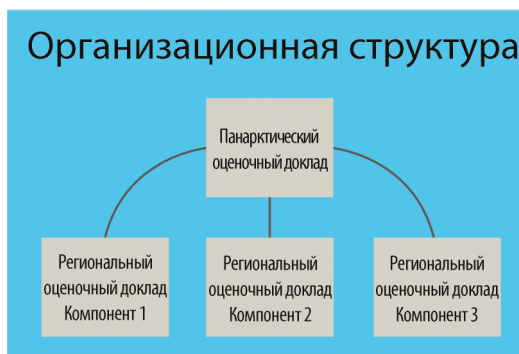 Организационная структура
Панарктический
оценочный доклад
Региональный
оценочный доклад
Компонент 1
Региональный
оценочный доклад
Компонент 2
Региональный
оценочный доклад
Компонент 3